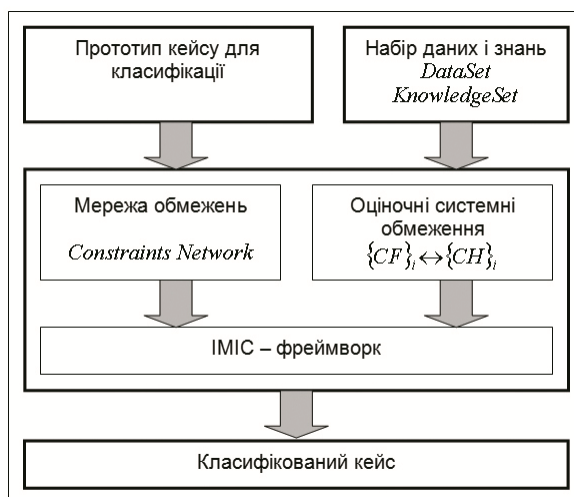 Прототип кейсу для
класифікації
Набір даних і знань
DataSet
KnowledgeSet
Мережа обмежень
Constraints Network
Оціночні системні
обмеження
{CF}i↔{CH}i
ІМІС – фреймворк
Класифікований кейс